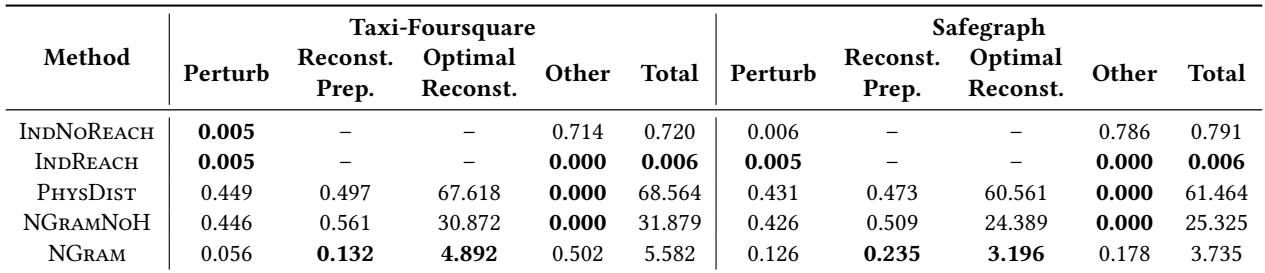 Method Taxi-Foursquare Safegraph
Perturb Reconst. Prep. Optimal Reconst. Other Total Perturb Reconst. Prep. Optimal Reconst. Other Total
IndNoReach 0.005 – – 0.714 0.720 0.006 – – 0.786 0.791
IndReach 0.005 – – 0.000 0.006 0.005 – – 0.000 0.006
PhysDist 0.449 0.497 67.618 0.000 68.564 0.431 0.473 60.561 0.000 61.464
NGramNoH 0.446 0.561 30.872 0.000 31.879 0.426 0.509 24.389 0.000 25.325
NGram 0.056 0.132 4.892 0.502 5.582 0.126 0.235 3.196 0.178 3.735